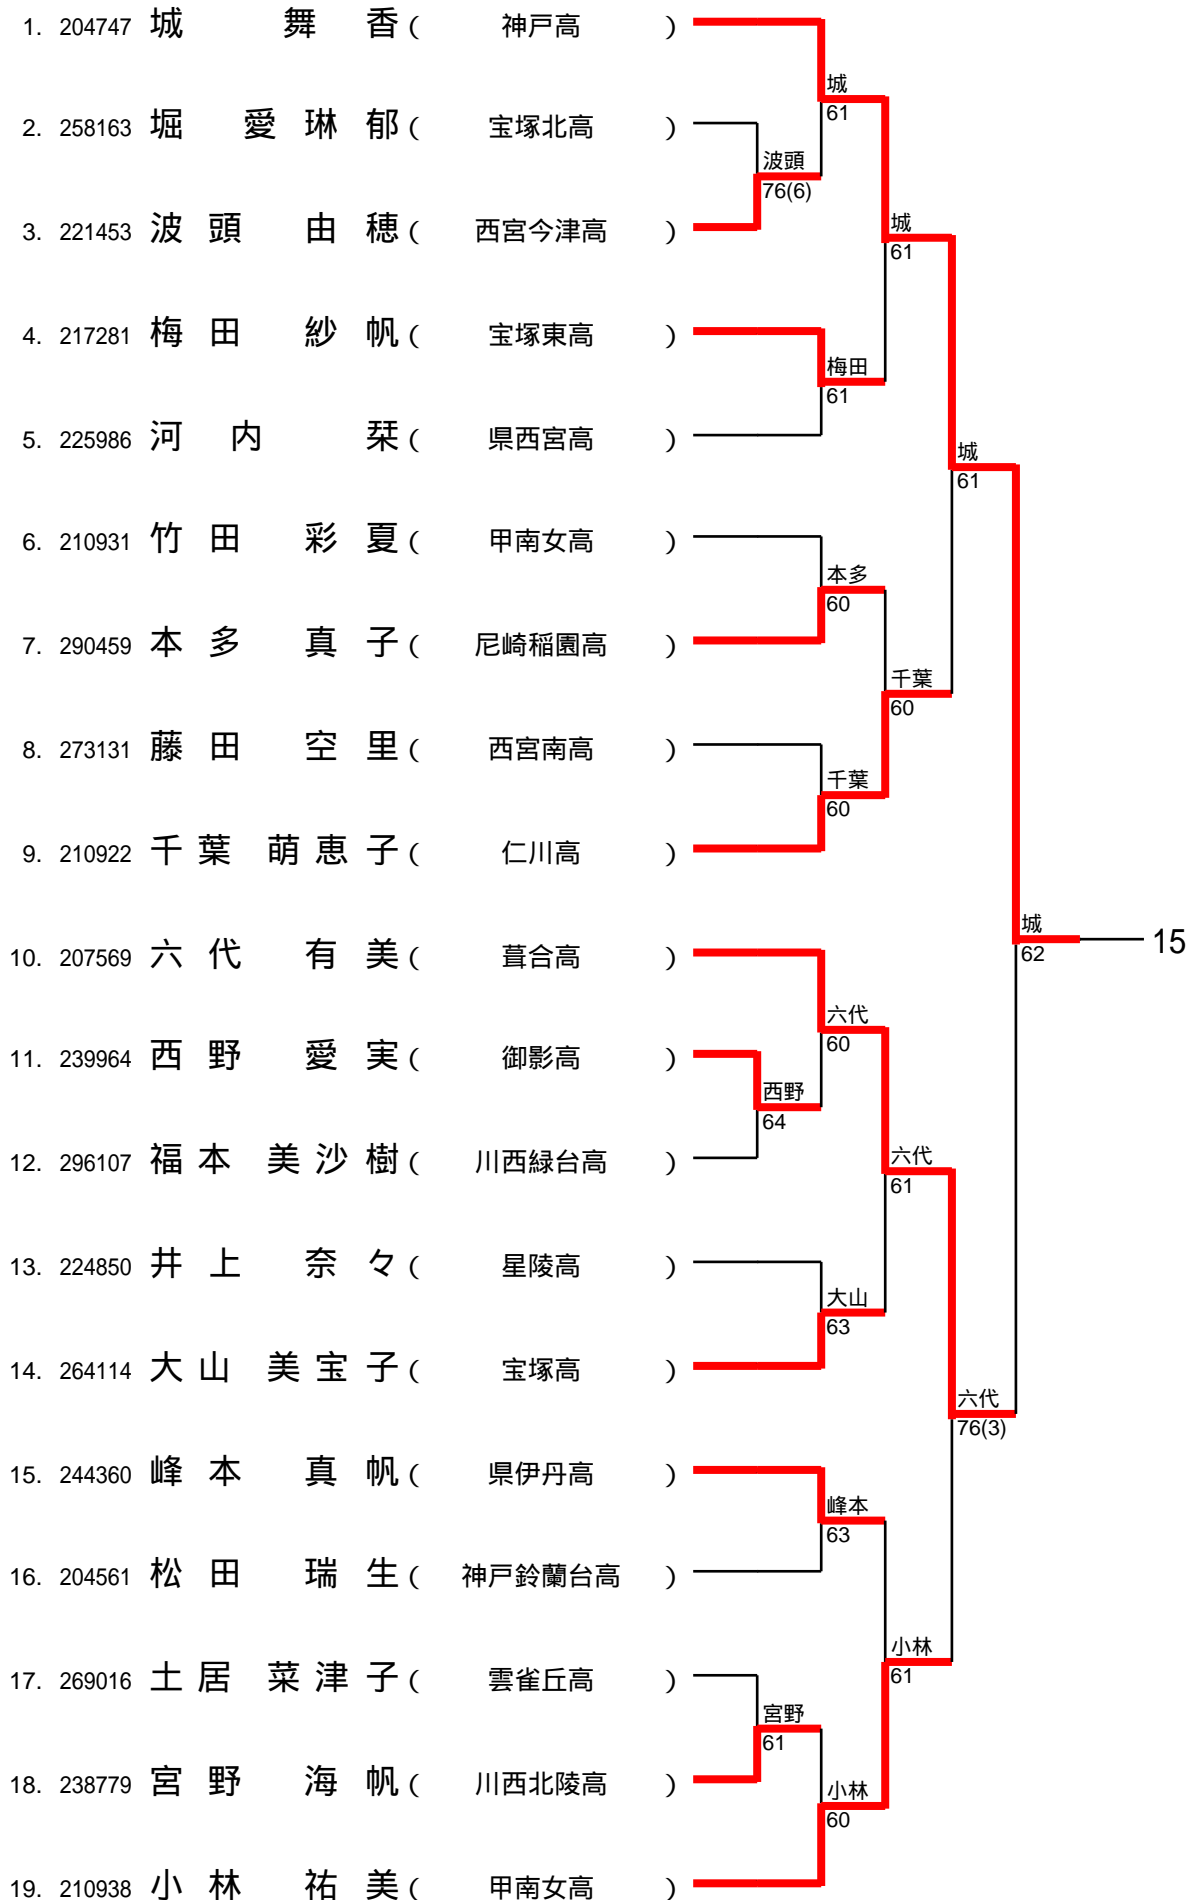 1. 204747 城 舞 香 ( 神戸高 )
城
61
2. 258163 堀 愛 琳 郁 ( 宝塚北高 )
波頭
76(6)
3. 221453 波 頭 由 穂 ( 西宮今津高 )
城
61
4. 217281 梅 田 紗 帆 ( 宝塚東高 )
梅田
61
5. 225986 河 内 栞 ( 県西宮高 )
城
61
6. 210931 竹 田 彩 夏 ( 甲南女高 )
本多
60
7. 290459 本 多 真 子 ( 尼崎稲園高 )
千葉
60
8. 273131 藤 田 空 里 ( 西宮南高 )
千葉
60
9. 210922 千 葉 萌 恵 子 ( 仁川高 )
城
62
15
10. 207569 六 代 有 美 ( 葺合高 )
六代
60
11. 239964 西 野 愛 実 ( 御影高 )
西野
64
12. 296107 福 本 美 沙 樹 ( 川西緑台高 )
六代
61
13. 224850 井 上 奈 々 ( 星陵高 )
大山
63
14. 264114 大 山 美 宝 子 ( 宝塚高 )
六代
76(3)
15. 244360 峰 本 真 帆 ( 県伊丹高 )
峰本
63
16. 204561 松 田 瑞 生 ( 神戸鈴蘭台高 )
小林
61
17. 269016 土 居 菜 津 子 ( 雲雀丘高 )
宮野
61
18. 238779 宮 野 海 帆 ( 川西北陵高 )
小林
60
19. 210938 小 林 祐 美 ( 甲南女高 )